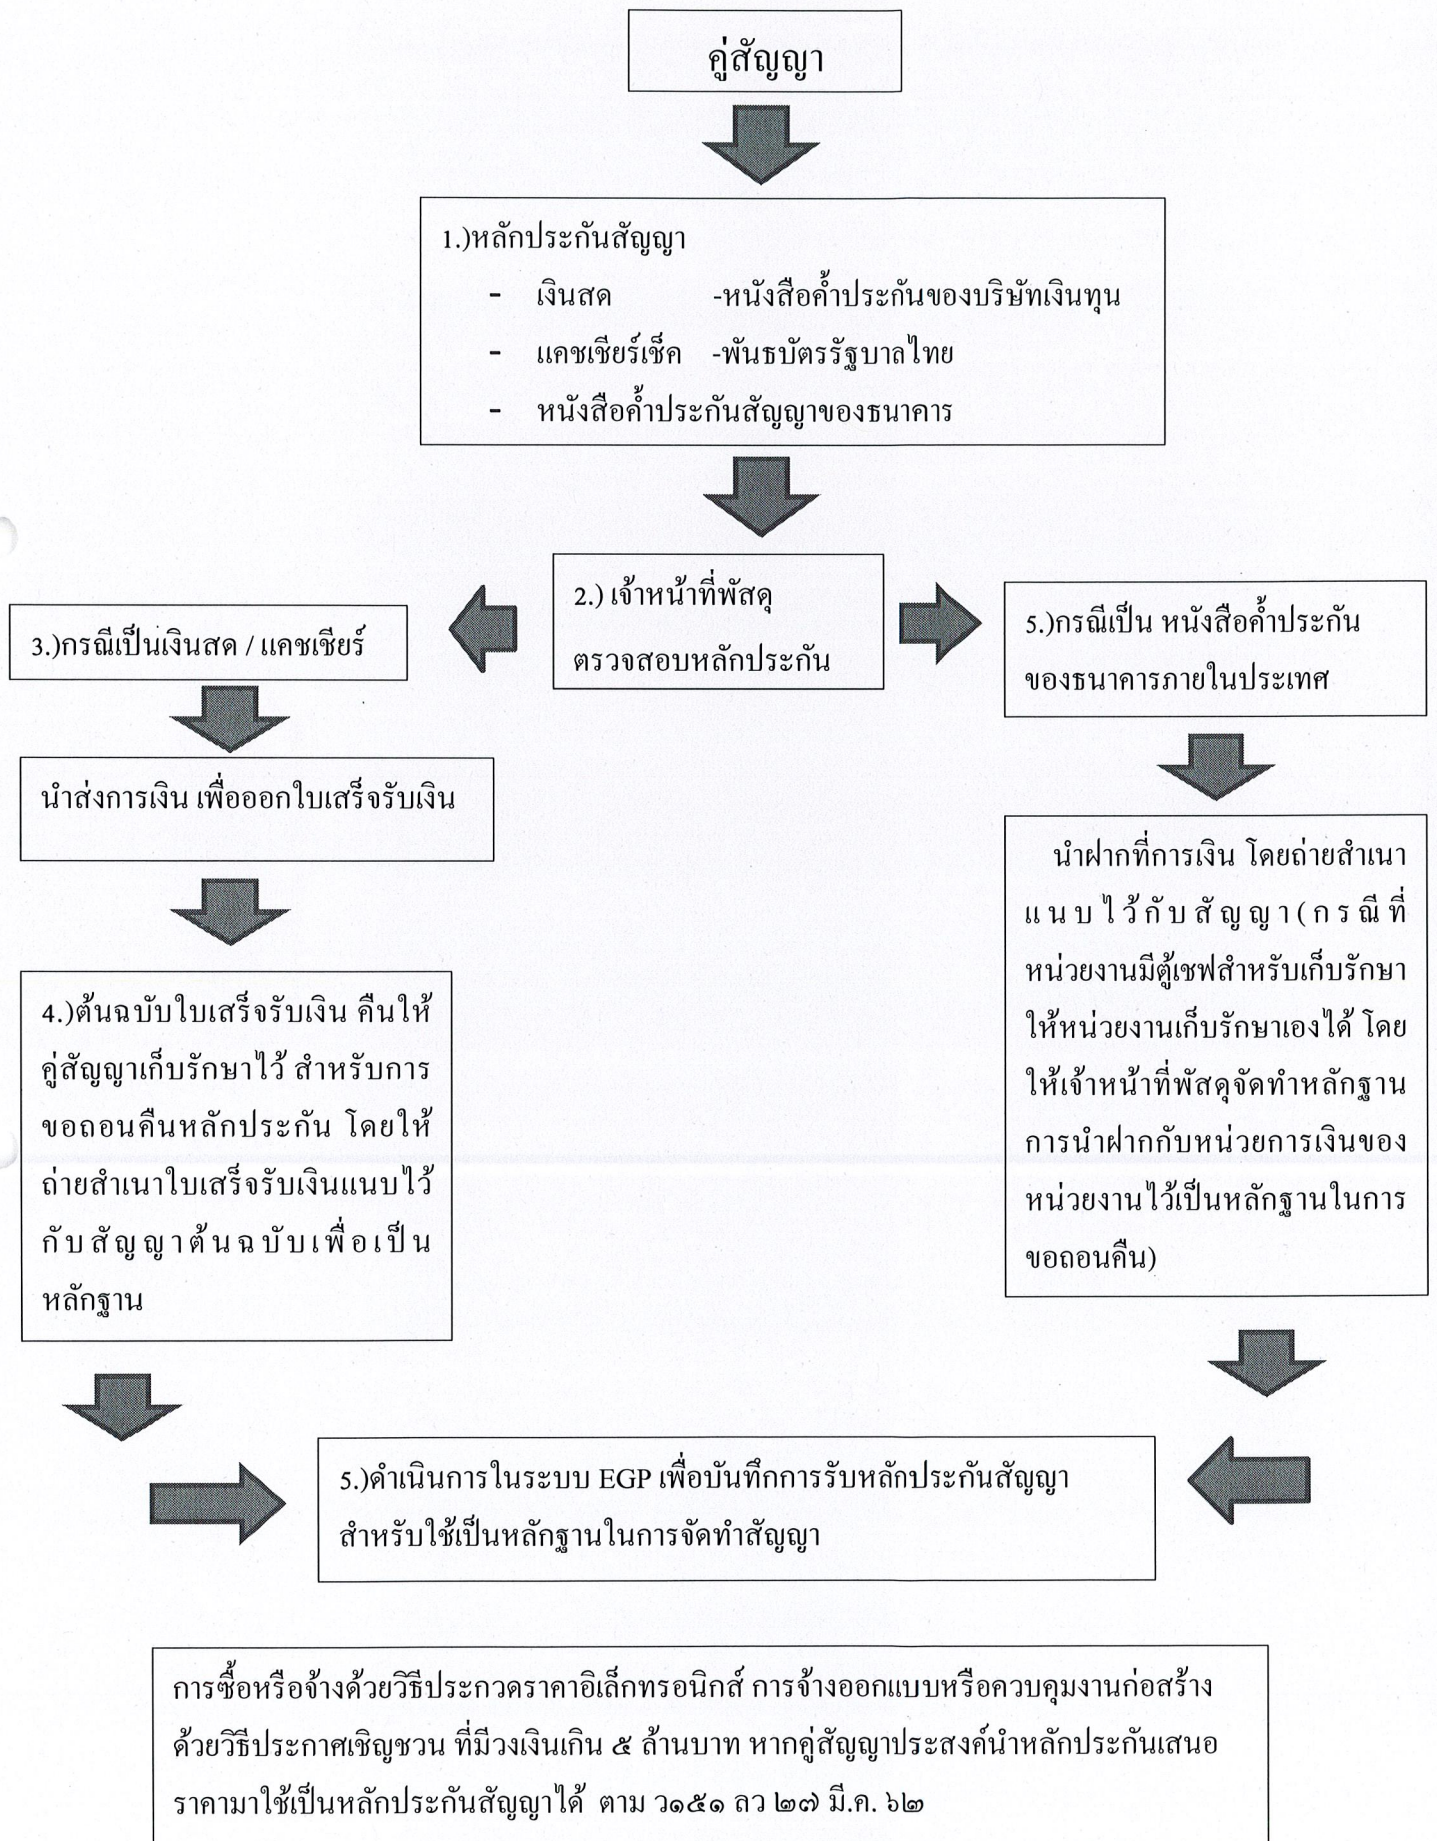 คู่สัญญา
1.)หลักประกันสัญญา
- เงินสด -หนังสือค้ำประกันของบริษัทเงินทุน
- แคชเชียร์เช็ค -พันธบัตรรัฐบาลไทย
- หนังสือค้ำประกันสัญญาของธนาคาร
2.) เจ้าหน้าที่พัสดุ
ตรวจสอบหลักประกัน
3.)กรณีเป็นเงินสด / แคชเชียร์
นำส่งการเงิน เพื่อออกใบเสร็จรับเงิน
4.)ต้นฉบับใบเสร็จรับเงิน คืนให้
คู่สัญญาเก็บรักษาไว้ สำหรับการ
ขอถอนคืนหลักประกัน โดยให้
ถ่ายสำเนาใบเสร็จรับเงินแนบไว้
กับสัญญาต้นฉบับเพื่อเป็น
หลักฐาน
5.)กรณีเป็น หนังสือค้ำประกัน
ของธนาคารภายในประเทศ
นำฝากที่การเงิน โดยถ่ายสำเนา
แนบไว้กับสัญญา(กรณีที่
หน่วยงานมีตู้เซฟสำหรับเก็บรักษา
ให้หน่วยงานเก็บรักษาเองได้ โดย
ให้เจ้าหน้าที่พัสดุจัดทำหลักฐาน
การนำฝากกับหน่วยการเงินของ
หน่วยงานไว้เป็นหลักฐานในการ
ขอถอนคืน)
5.)ดำเนินการในระบบ EGP เพื่อบันทึกการรับหลักประกันสัญญา
สำหรับใช้เป็นหลักฐานในการจัดทำสัญญา
การซื้อหรือจ้างด้วยวิธีประกวดราคาอิเล็กทรอนิกส์ การจ้างออกแบบหรือควบคุมงานก่อสร้าง
ด้วยวิธีประกาศเชิญชวน ที่มีวงเงินเกิน ๕ ล้านบาท หากคู่สัญญาประสงค์นำหลักประกันเสนอ
ราคามาใช้เป็นหลักประกันสัญญาได้ ตาม ว๑๕๑ ลว ๒๗ มี.ค. ๖๒